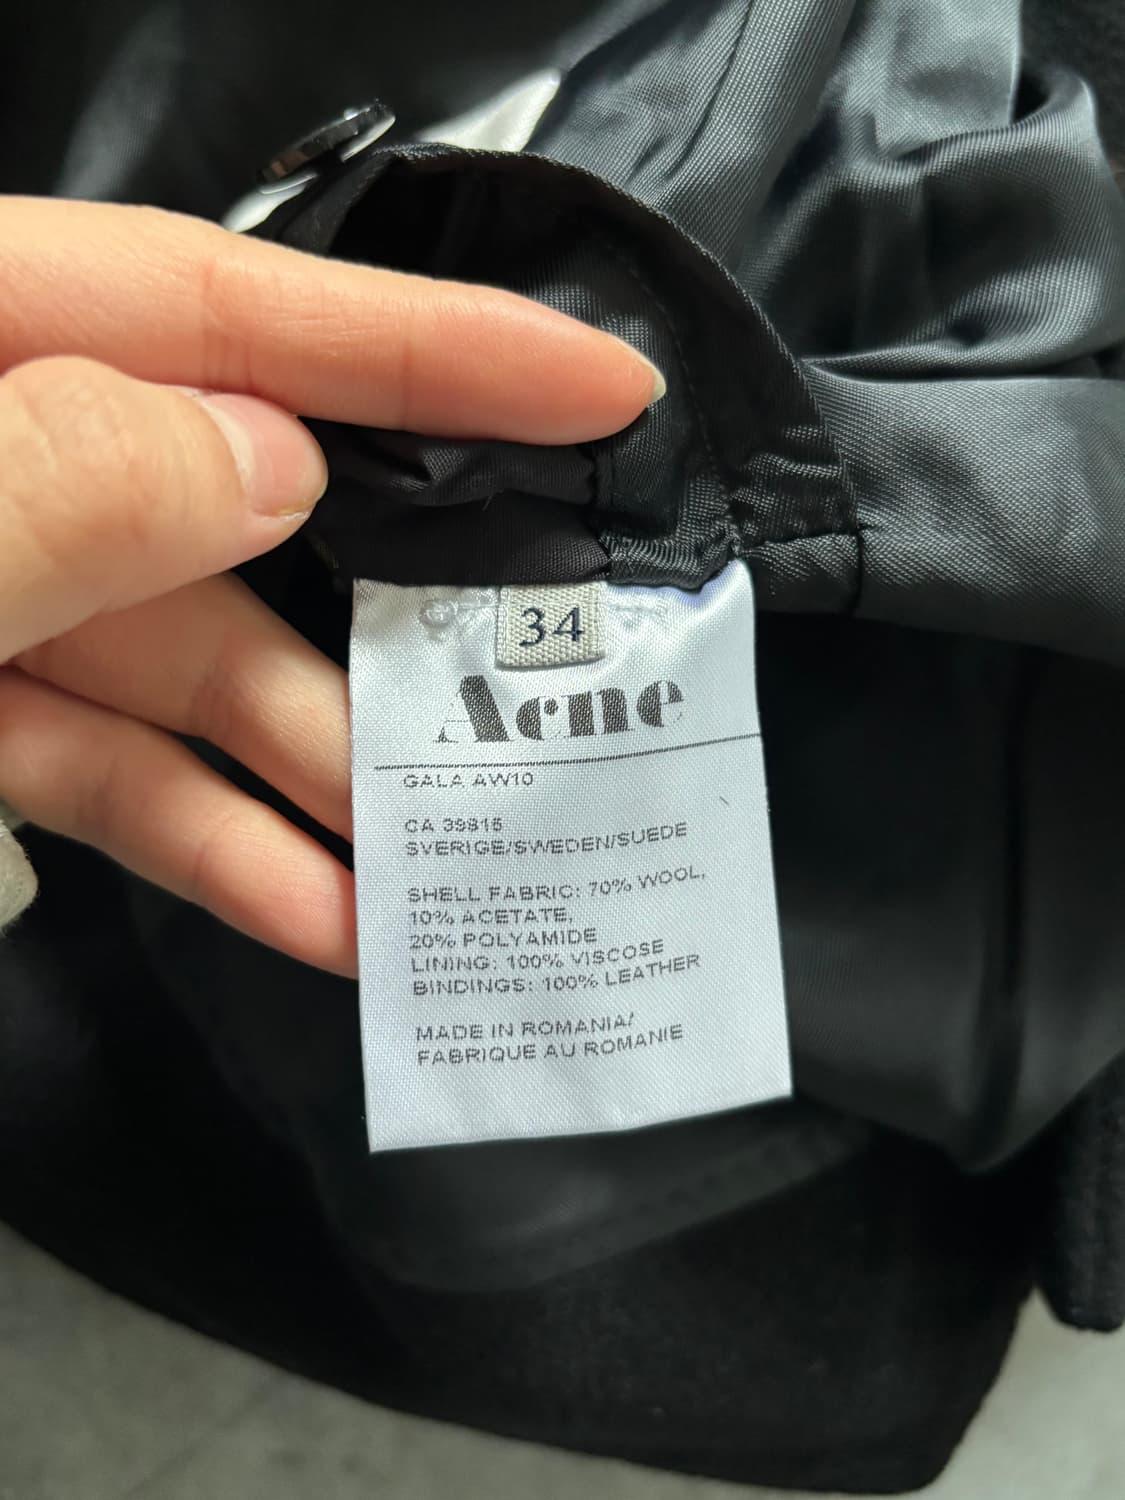 34
Acne
GALA AW10
CA 39815
SVERIGE/SWEDEN/SUEDE
SHELL FABRIC: 70% WOOL,
10% ACETATE,
20% POLYAMIDE
LINING: 100% VISCOSE
BINDINGS: 100% LEATHER
MADE IN ROMANIA/
FABRIQUE AU ROMANIE